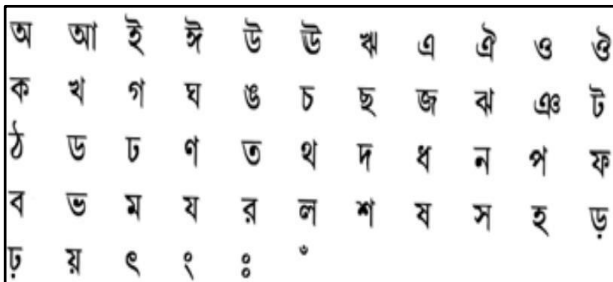 অ আ ই ঈ উ ঊ ঋ এ ঐ ও ঔ
ক খ গ ঘ ঙ চ ছ জ ঝ ঞ ট
ঠ ড ঢ ণ ত থ দ ধ ন প ফ
ব ভ ম য র ল শ ষ স হ ড়
ঢ় য় ৎ ং ঃ ঁ